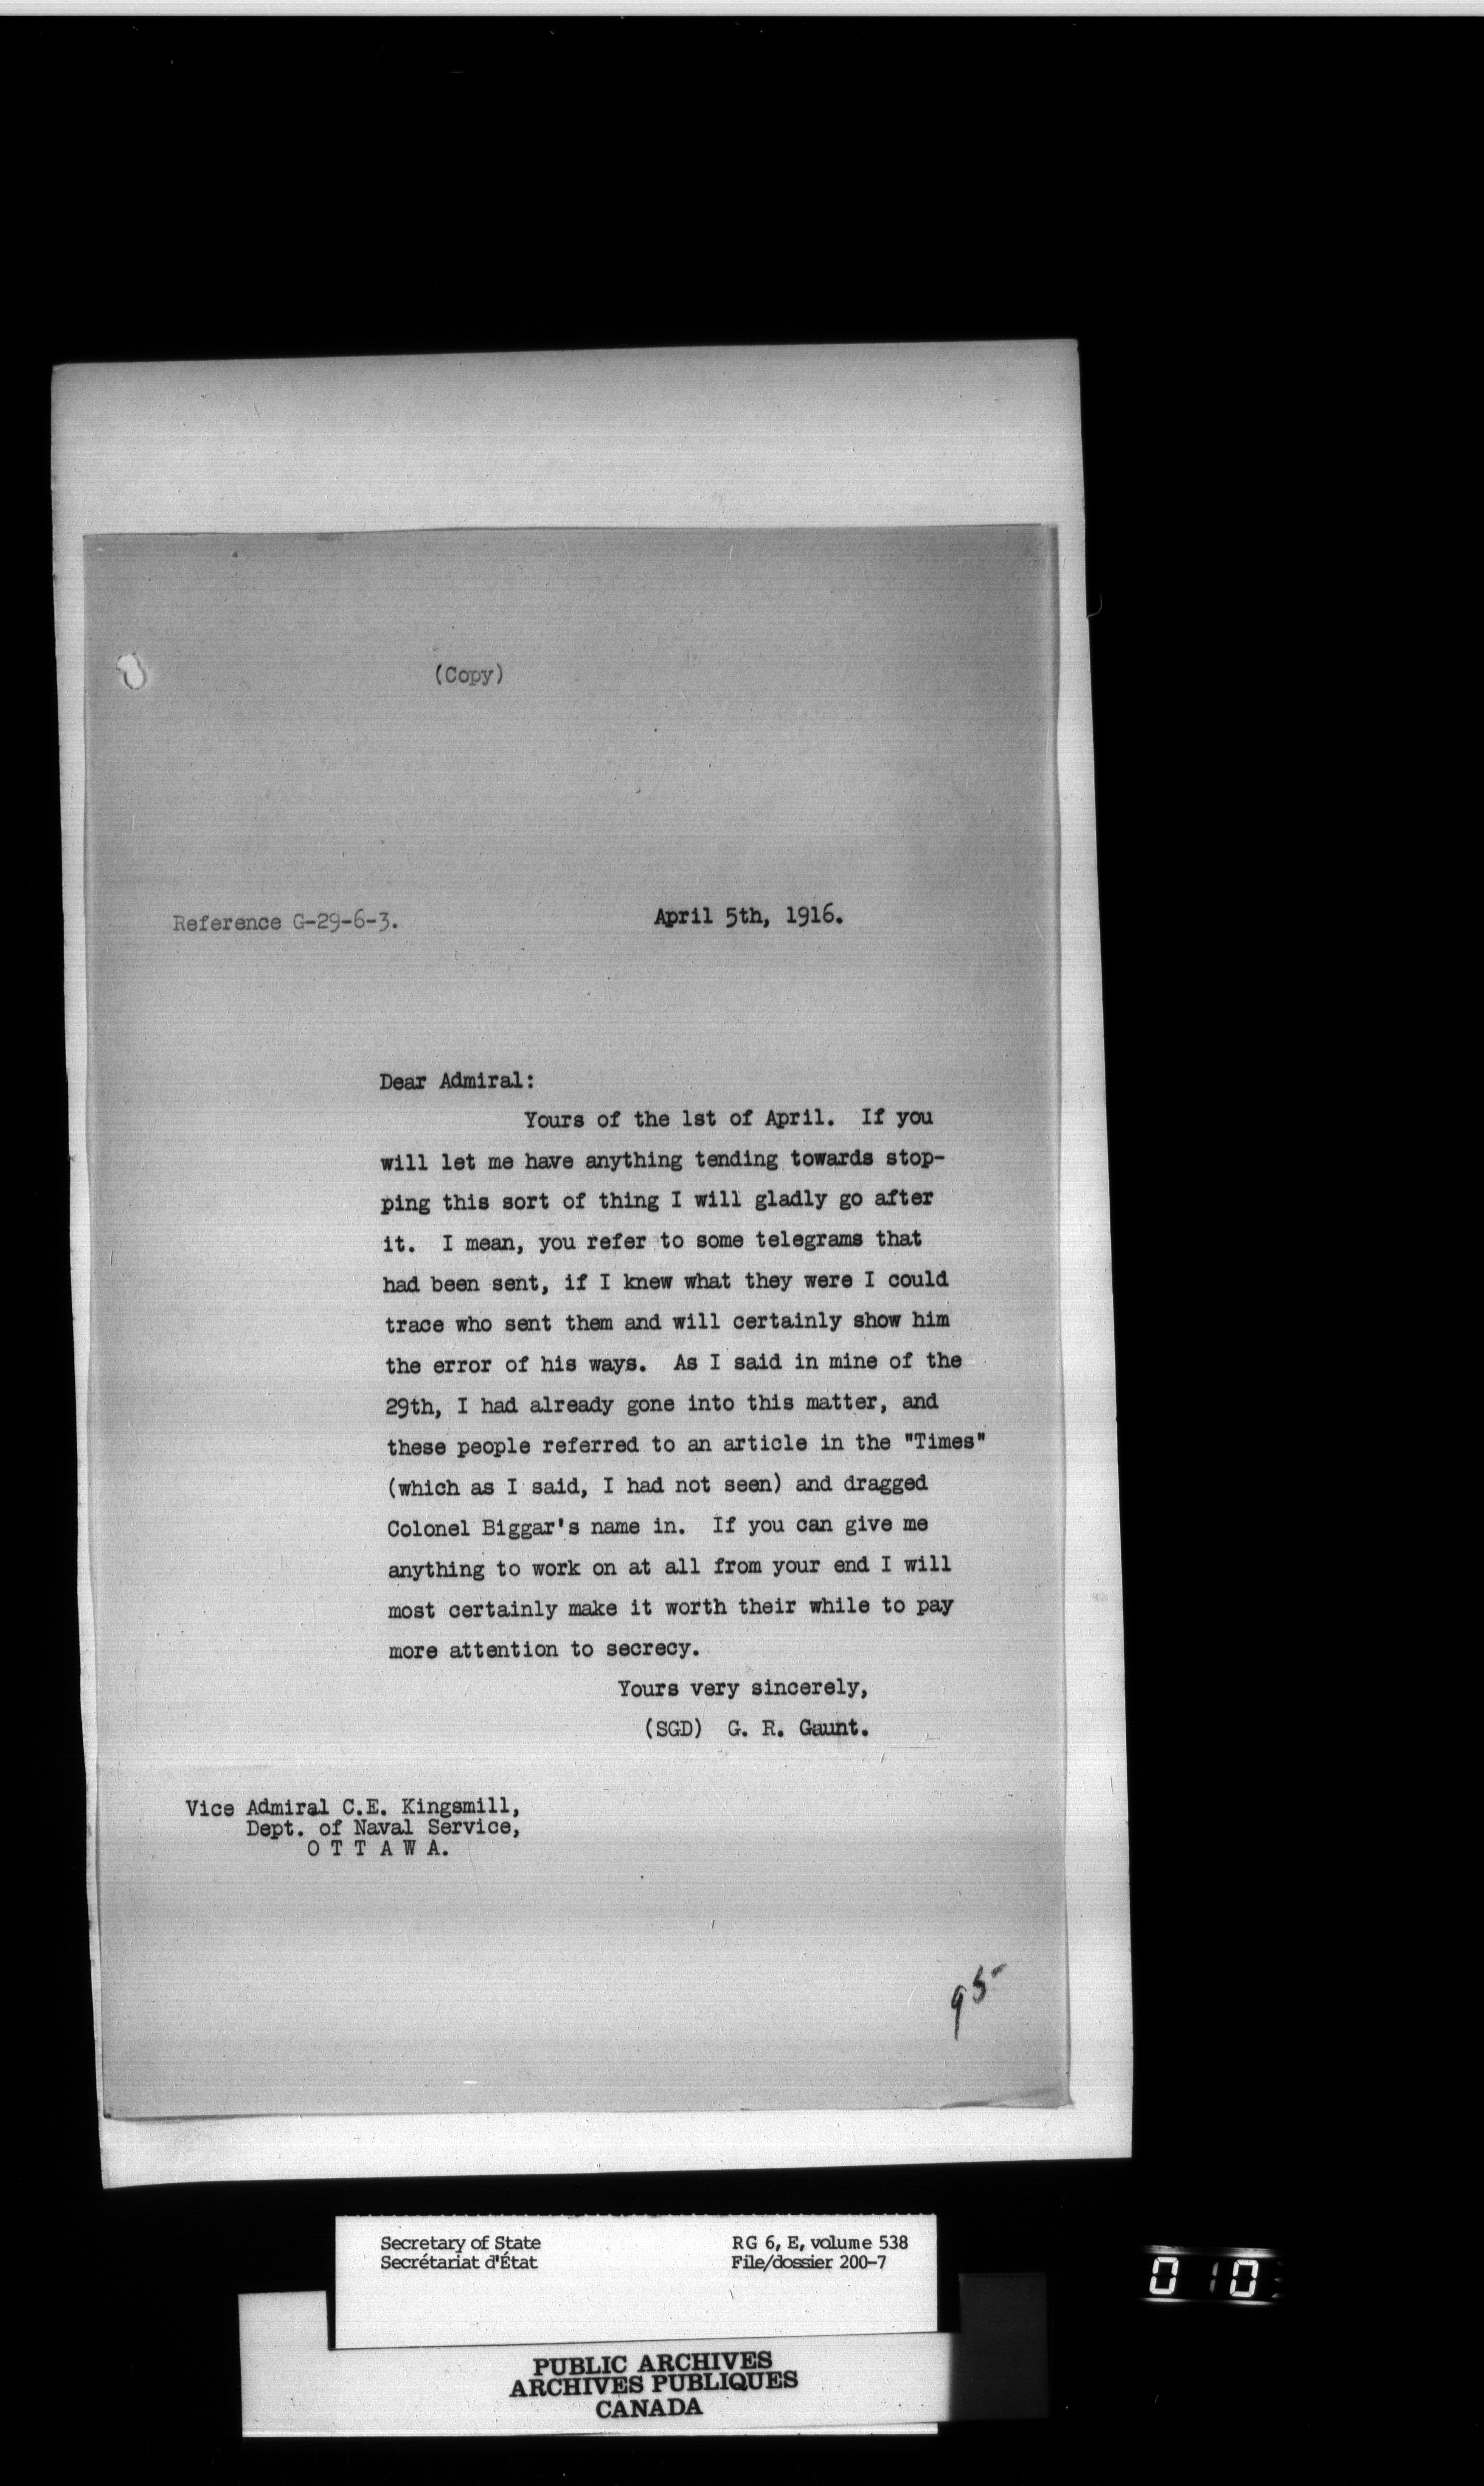 (Copy)
Reference G-29-6-3.
April 5th, 1916.
Dear Admiral:
Yours of the 1st of April. If you
will let me have anything tending towards stop-
ping this sort of thing I will gladly go after
it. I mean, you refer to some telegrams that
had been sent, if I knew what they were I could
trace who sent them and will certainly show him
the error of his ways. As I said in mine of the
29th, I had already gone into this matter, and
these people referred to an article in the "Times"
(which as I said, I had not seen) and dragged
Colonel Biggar's name in. If you can give me
anything to work on at all from your end I will
most certainly make it worth their while to pay
more attention to secrecy.
Yours very sincerely,
(SGD) G. R. Gaunt.
Vice Admiral C.E. Kingsmill,
Dept. of Naval Service,
O T T A W A.
95
Secretary of State
Secrétariat d'État
RG 6, E, volume 538
File/dossier 200-7
PUBLIC ARCHIVES
ARCHIVES PUBLIQUES
CANADA
0 1 0